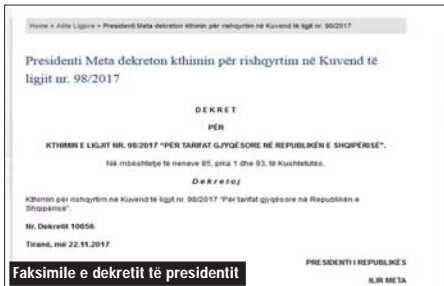 Home » Akte Ligjore » Presidenti Meta dekreton kthimin për rishqyrtim në Kuvend të ligjit nr. 98/2017
Presidenti Meta dekreton kthimin për rishqyrtim në Kuvend të
ligjit nr. 98/2017
DEKRET
PËR
KTHIMIN E LIGJIT NR. 98/2017 "PËR TARIFAT GJYQËSORE NË REPUBLIKËN E SHQIPËRISË".
Në mbështetje të neneve 85, pika 1 dhe 93, të Kushtetutës,
Dekretoj
Kthimin për rishqyrtim në Kuvend të ligjit nr. 98/2017 "Për tarifat gjyqësore në Republikën e
Shqipërisë".
Nr. Dekretit 10656
Tiranë, më 22.11.2017
PRESIDENTI I REPUBLIKËS
Faksimile e dekretit të presidentit
ILIR META